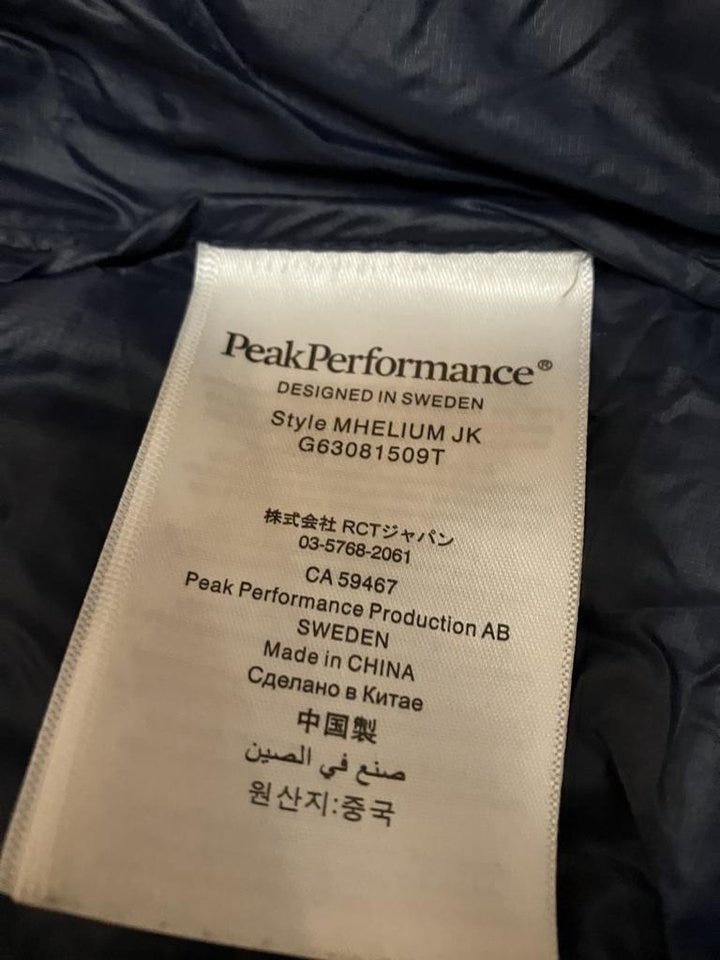 PeakPerformance®
DESIGNED IN SWEDEN
Style MHELIUM JK
G63081509T
株式会社 RCTジャパン
03-5768-2061
CA 59467
Peak Performance Production AB
SWEDEN
Made in CHINA
Сделано в Китае
中国製
صنع في الصين
원산지:중국